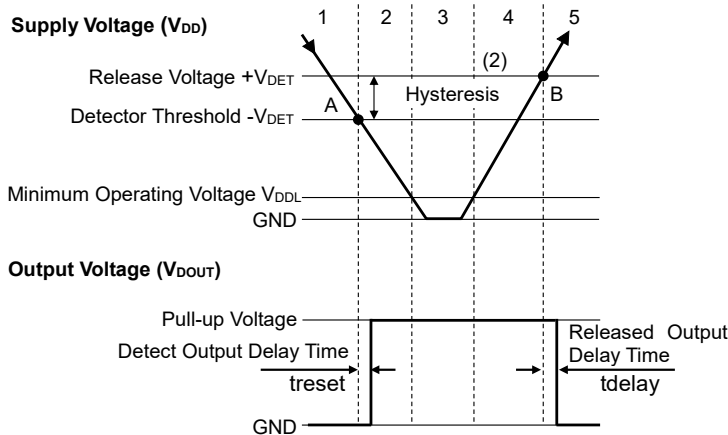 1 2 3 4 5
Supply Voltage (VDD)
(2)
Release Voltage +VDET
Hysteresis
B
A
Detector Threshold -VDET
Minimum Operating Voltage VDDL
GND
Output Voltage (VDOUT)
Pull-up Voltage
Released Output
Detect Output Delay Time
Delay Time
treset
tdelay
GND